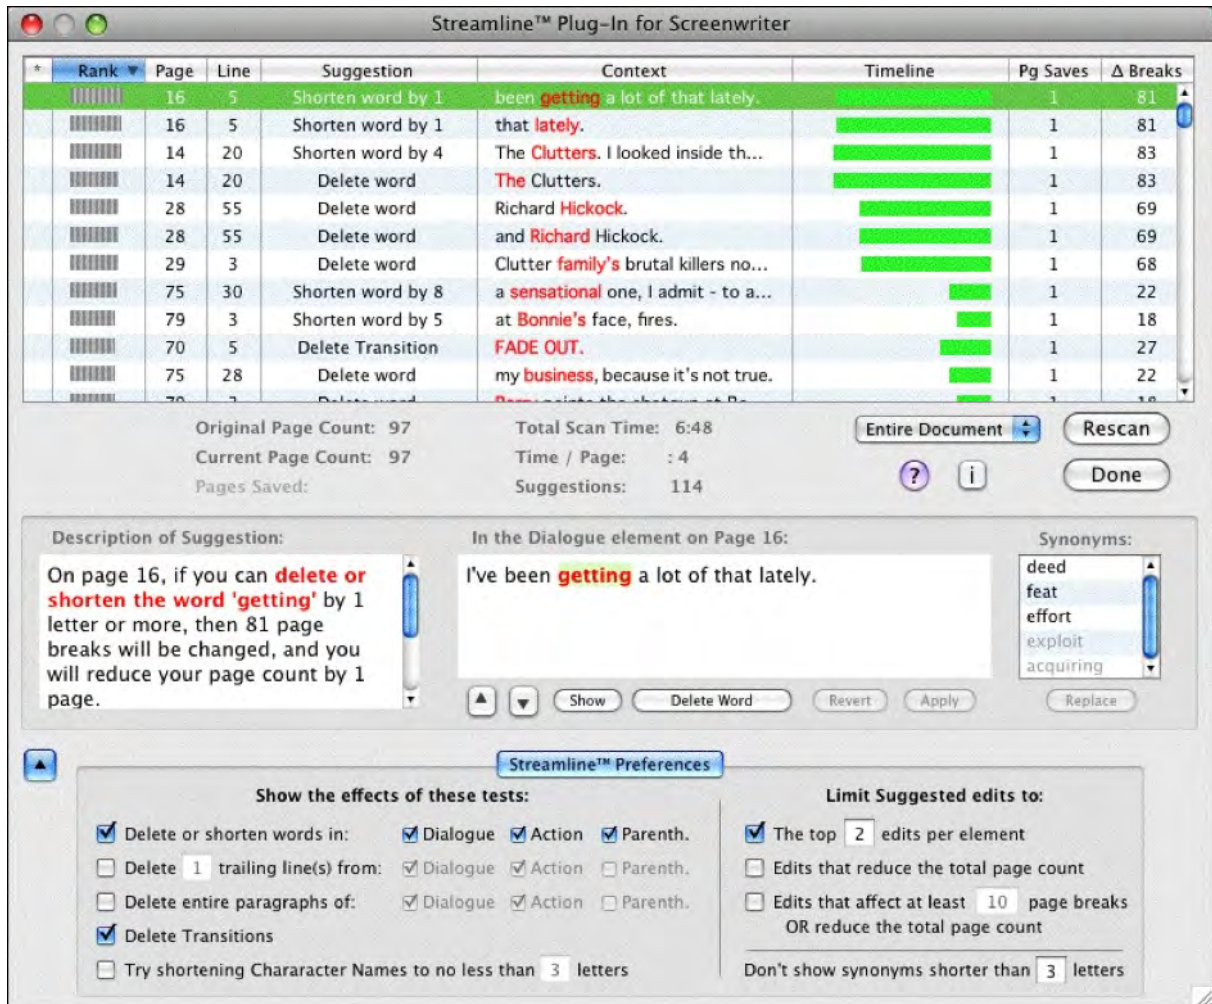 Streamline™ Plug-In for Screenwriter
* Rank ▼ Page Line Suggestion Context Timeline Pg Saves Δ Breaks
16 5 Shorten word by 1 been getting a lot of that lately. 1 81
16 5 Shorten word by 1 that lately. 1 81
14 20 Shorten word by 4 The Clutters. I looked inside th... 1 83
14 20 Delete word The Clutters. 1 83
28 55 Delete word Richard Hickock. 1 69
28 55 Delete word and Richard Hickock. 1 69
29 3 Delete word Clutter family's brutal killers no... 1 68
75 30 Shorten word by 8 a sensational one, I admit - to a... 1 22
79 3 Shorten word by 5 at Bonnie's face, fires. 1 18
70 5 Delete Transition FADE OUT. 1 27
75 28 Delete word my business, because it's not true. 1 22
Original Page Count: 97 Total Scan Time: 6:48 Entire Document Rescan
Current Page Count: 97 Time / Page: : 4 ? i Done
Pages Saved: Suggestions: 114
Description of Suggestion:
On page 16, if you can delete or
shorten the word 'getting' by 1
letter or more, then 81 page
breaks will be changed, and you
will reduce your page count by 1
page.
In the Dialogue element on Page 16:
I've been getting a lot of that lately.
Show Delete Word Revert Apply
Synonyms:
deed
feat
effort
exploit
acquiring
Replace
Streamline™ Preferences
Show the effects of these tests:
Delete or shorten words in: Dialogue Action Parenth.
Delete 1 trailing line(s) from: Dialogue Action Parenth.
Delete entire paragraphs of: Dialogue Action Parenth.
Delete Transitions
Try shortening Chararacter Names to no less than 3 letters
Limit Suggested edits to:
The top 2 edits per element
Edits that reduce the total page count
Edits that affect at least 10 page breaks
OR reduce the total page count
Don't show synonyms shorter than 3 letters